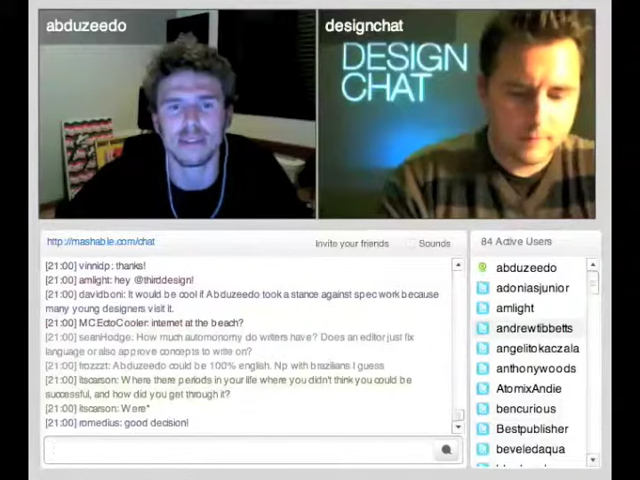 abduzeedo
designchat
DESIGN
CHAT
http://mashable.com/chat
Invite your friends
Sounds
84 Active Users
[21:00] vinnidp: thanks!
[21:00] amlight: hey @thirddesign!
[21:00] davidboni: It would be cool if Abduzeedo took a stance against spec work because
many young designers visit it.
[21:00] MCEctoCooler: internet at the beach?
[21:00] seanHodge: How much automonomy do writers have? Does an editor just fix
language or also approve concepts to write on?
[21:00] frozzzt: Abduzeedo could be 100% english. Np with brazilians I guess
[21:00] itscarson: Where there periods in your life where you didn't think you could be
successful, and how did you get through it?
[21:00] itscarson: Were*
[21:00] romedius: good decision!
abduzeedo
adoniasjunior
amlight
andrewtibbetts
angelitokaczala
anthonywoods
AtomixAndie
bencurious
Bestpublisher
beveledaqua